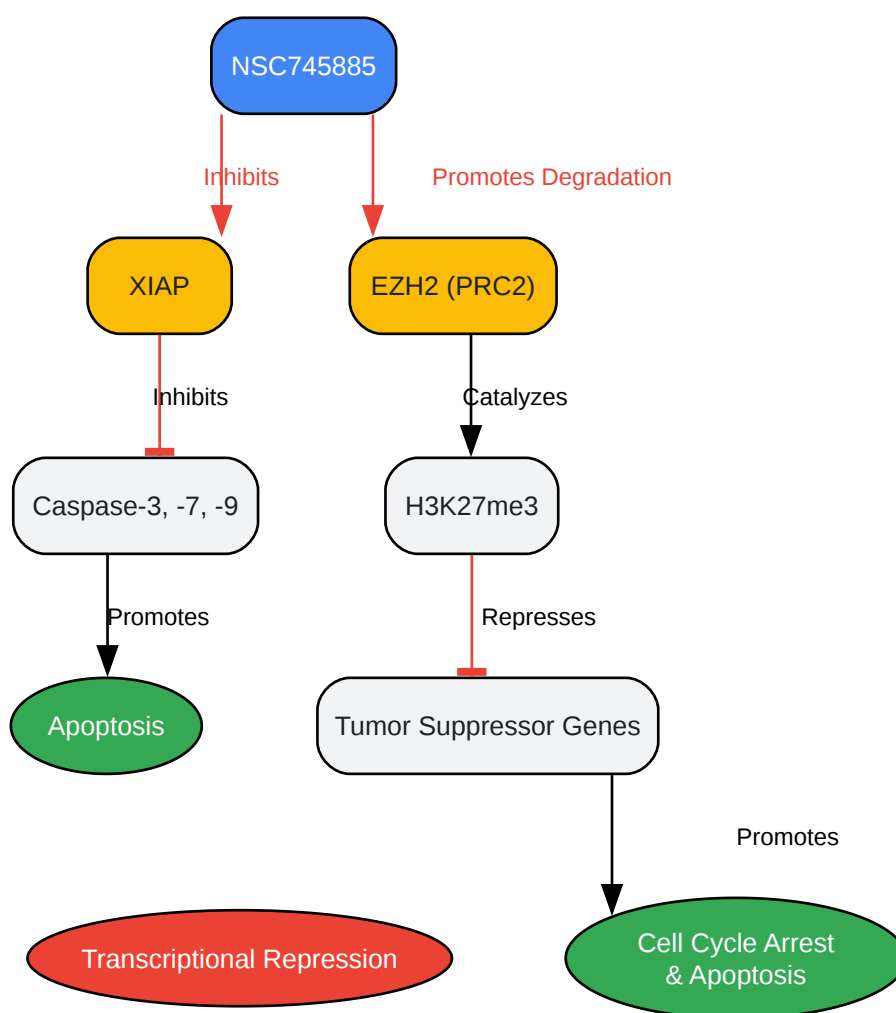 NSC745885
Inhibits
Promotes Degradation
XIAP
EZH2 (PRC2)
Inhibits
Catalyzes
Caspase-3, -7, -9
H3K27me3
Promotes
Represses
Apoptosis
Tumor Suppressor Genes
Promotes
Transcriptional Repression
Cell Cycle Arrest
& Apoptosis